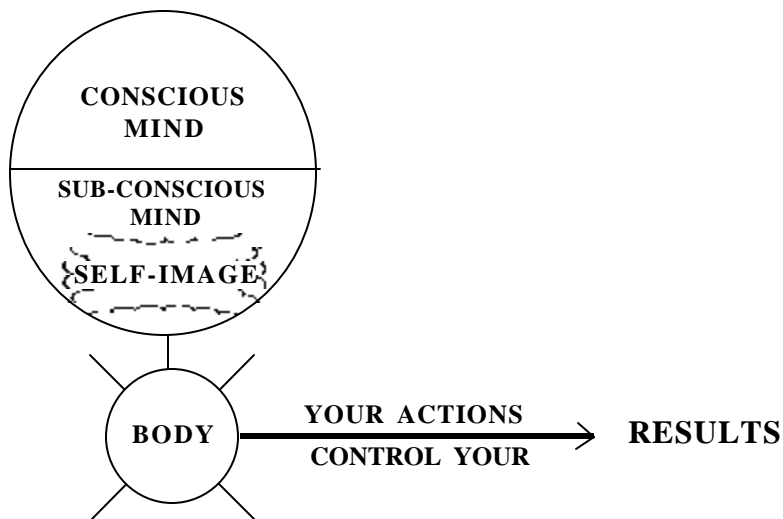 CONSCIOUS
MIND
SUB-CONSCIOUS
MIND
SELF-IMAGE
BODY
YOUR ACTIONS
CONTROL YOUR
RESULTS